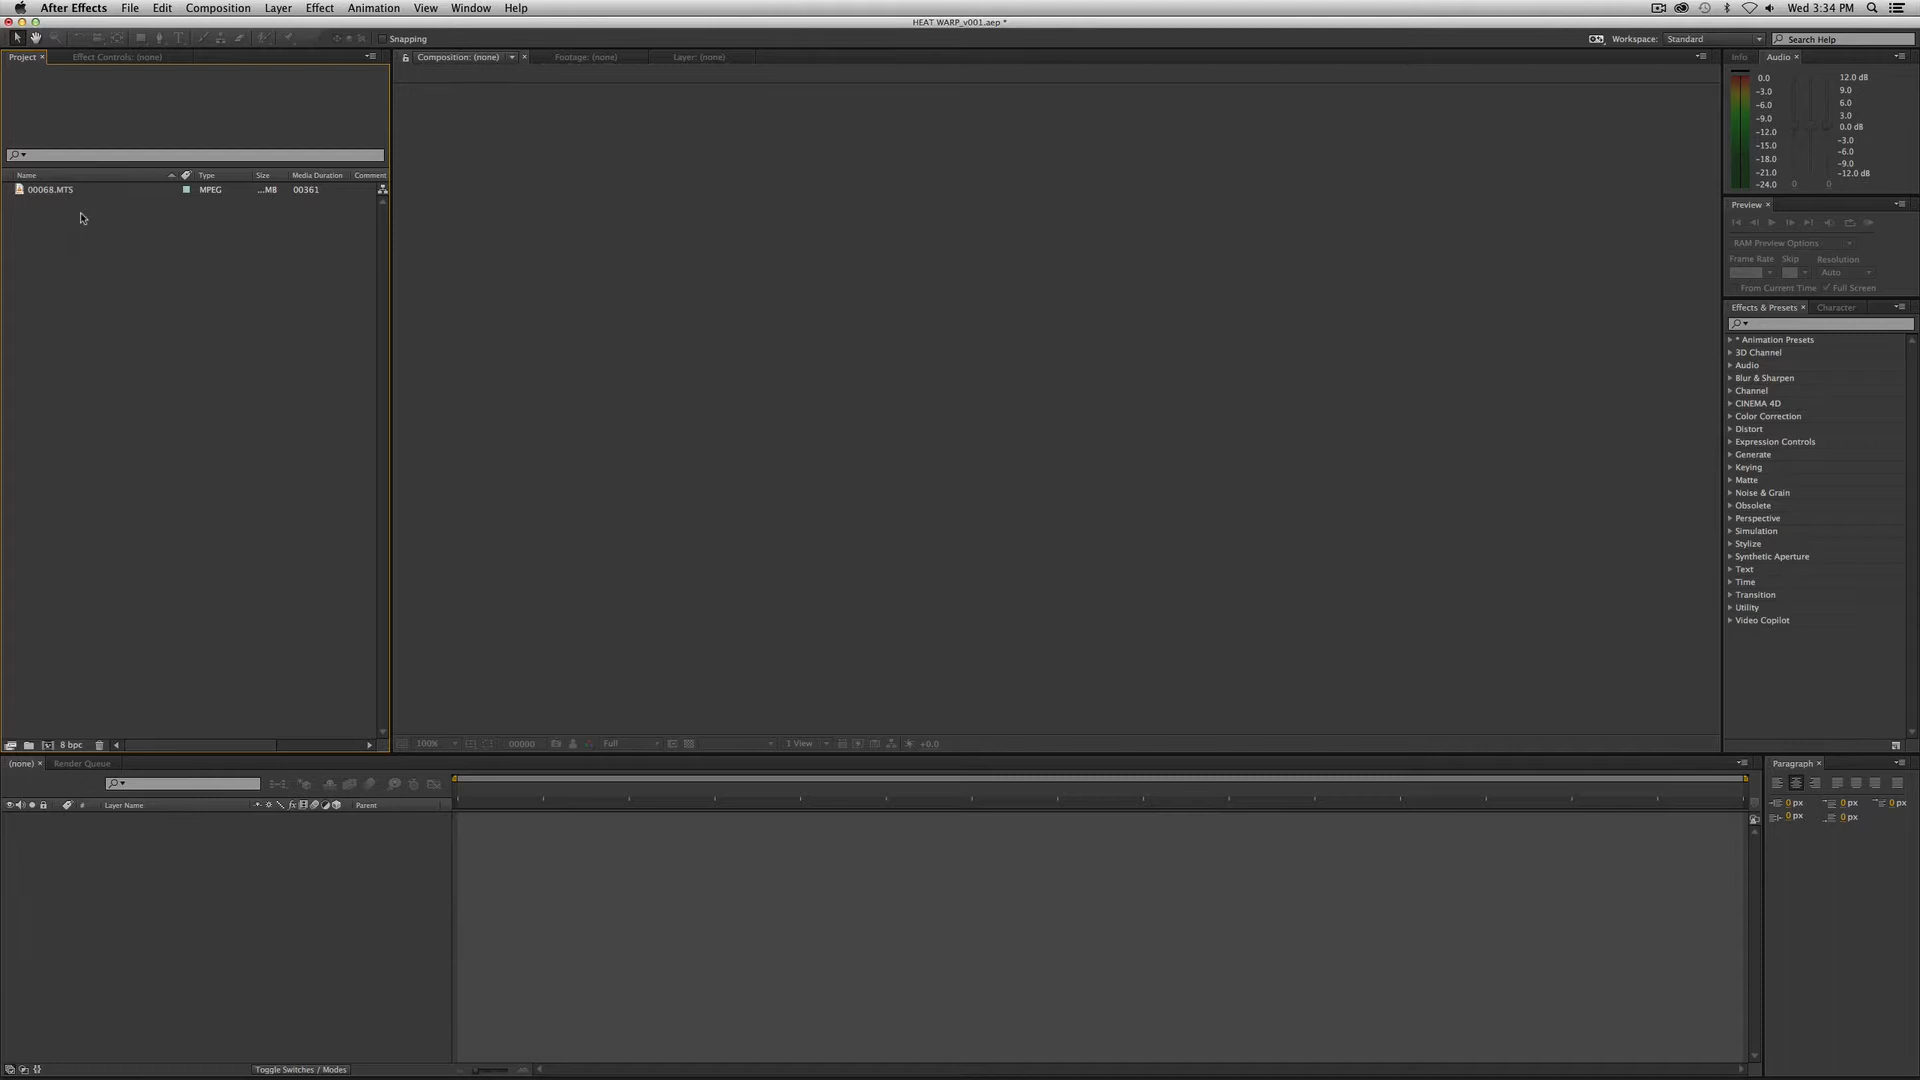 After Effects File Edit Composition Layer Effect Animation View Window Help Wed 3:34 PM
HEAT WARP_v001.aep *
Snapping Workspace: Standard Search Help
Project Effect Controls: (none) Composition: (none) Footage: (none) Layer: (none) Info Audio
0.0 12.0 dB
-3.0 9.0
-6.0 6.0
-9.0 3.0
-12.0 0.0 dB
-15.0 -3.0
-18.0 -6.0
-21.0 -9.0
-24.0 0 0 -12.0 dB
Name Type Size Media Duration Comment
00068.MTS MPEG ...MB 00361
Preview
RAM Preview Options
Frame Rate Skip Resolution
Auto
From Current Time Full Screen
Effects & Presets Character
* Animation Presets
3D Channel
Audio
Blur & Sharpen
Channel
CINEMA 4D
Color Correction
Distort
Expression Controls
Generate
Keying
Matte
Noise & Grain
Obsolete
Perspective
Simulation
Stylize
Synthetic Aperture
Text
Time
Transition
Utility
Video Copilot
8 bpc 100% 00000 Full 1 View +0.0
(none) Render Queue Paragraph
# Layer Name fx Parent
0 px 0 px 0 px
0 px 0 px
Toggle Switches / Modes